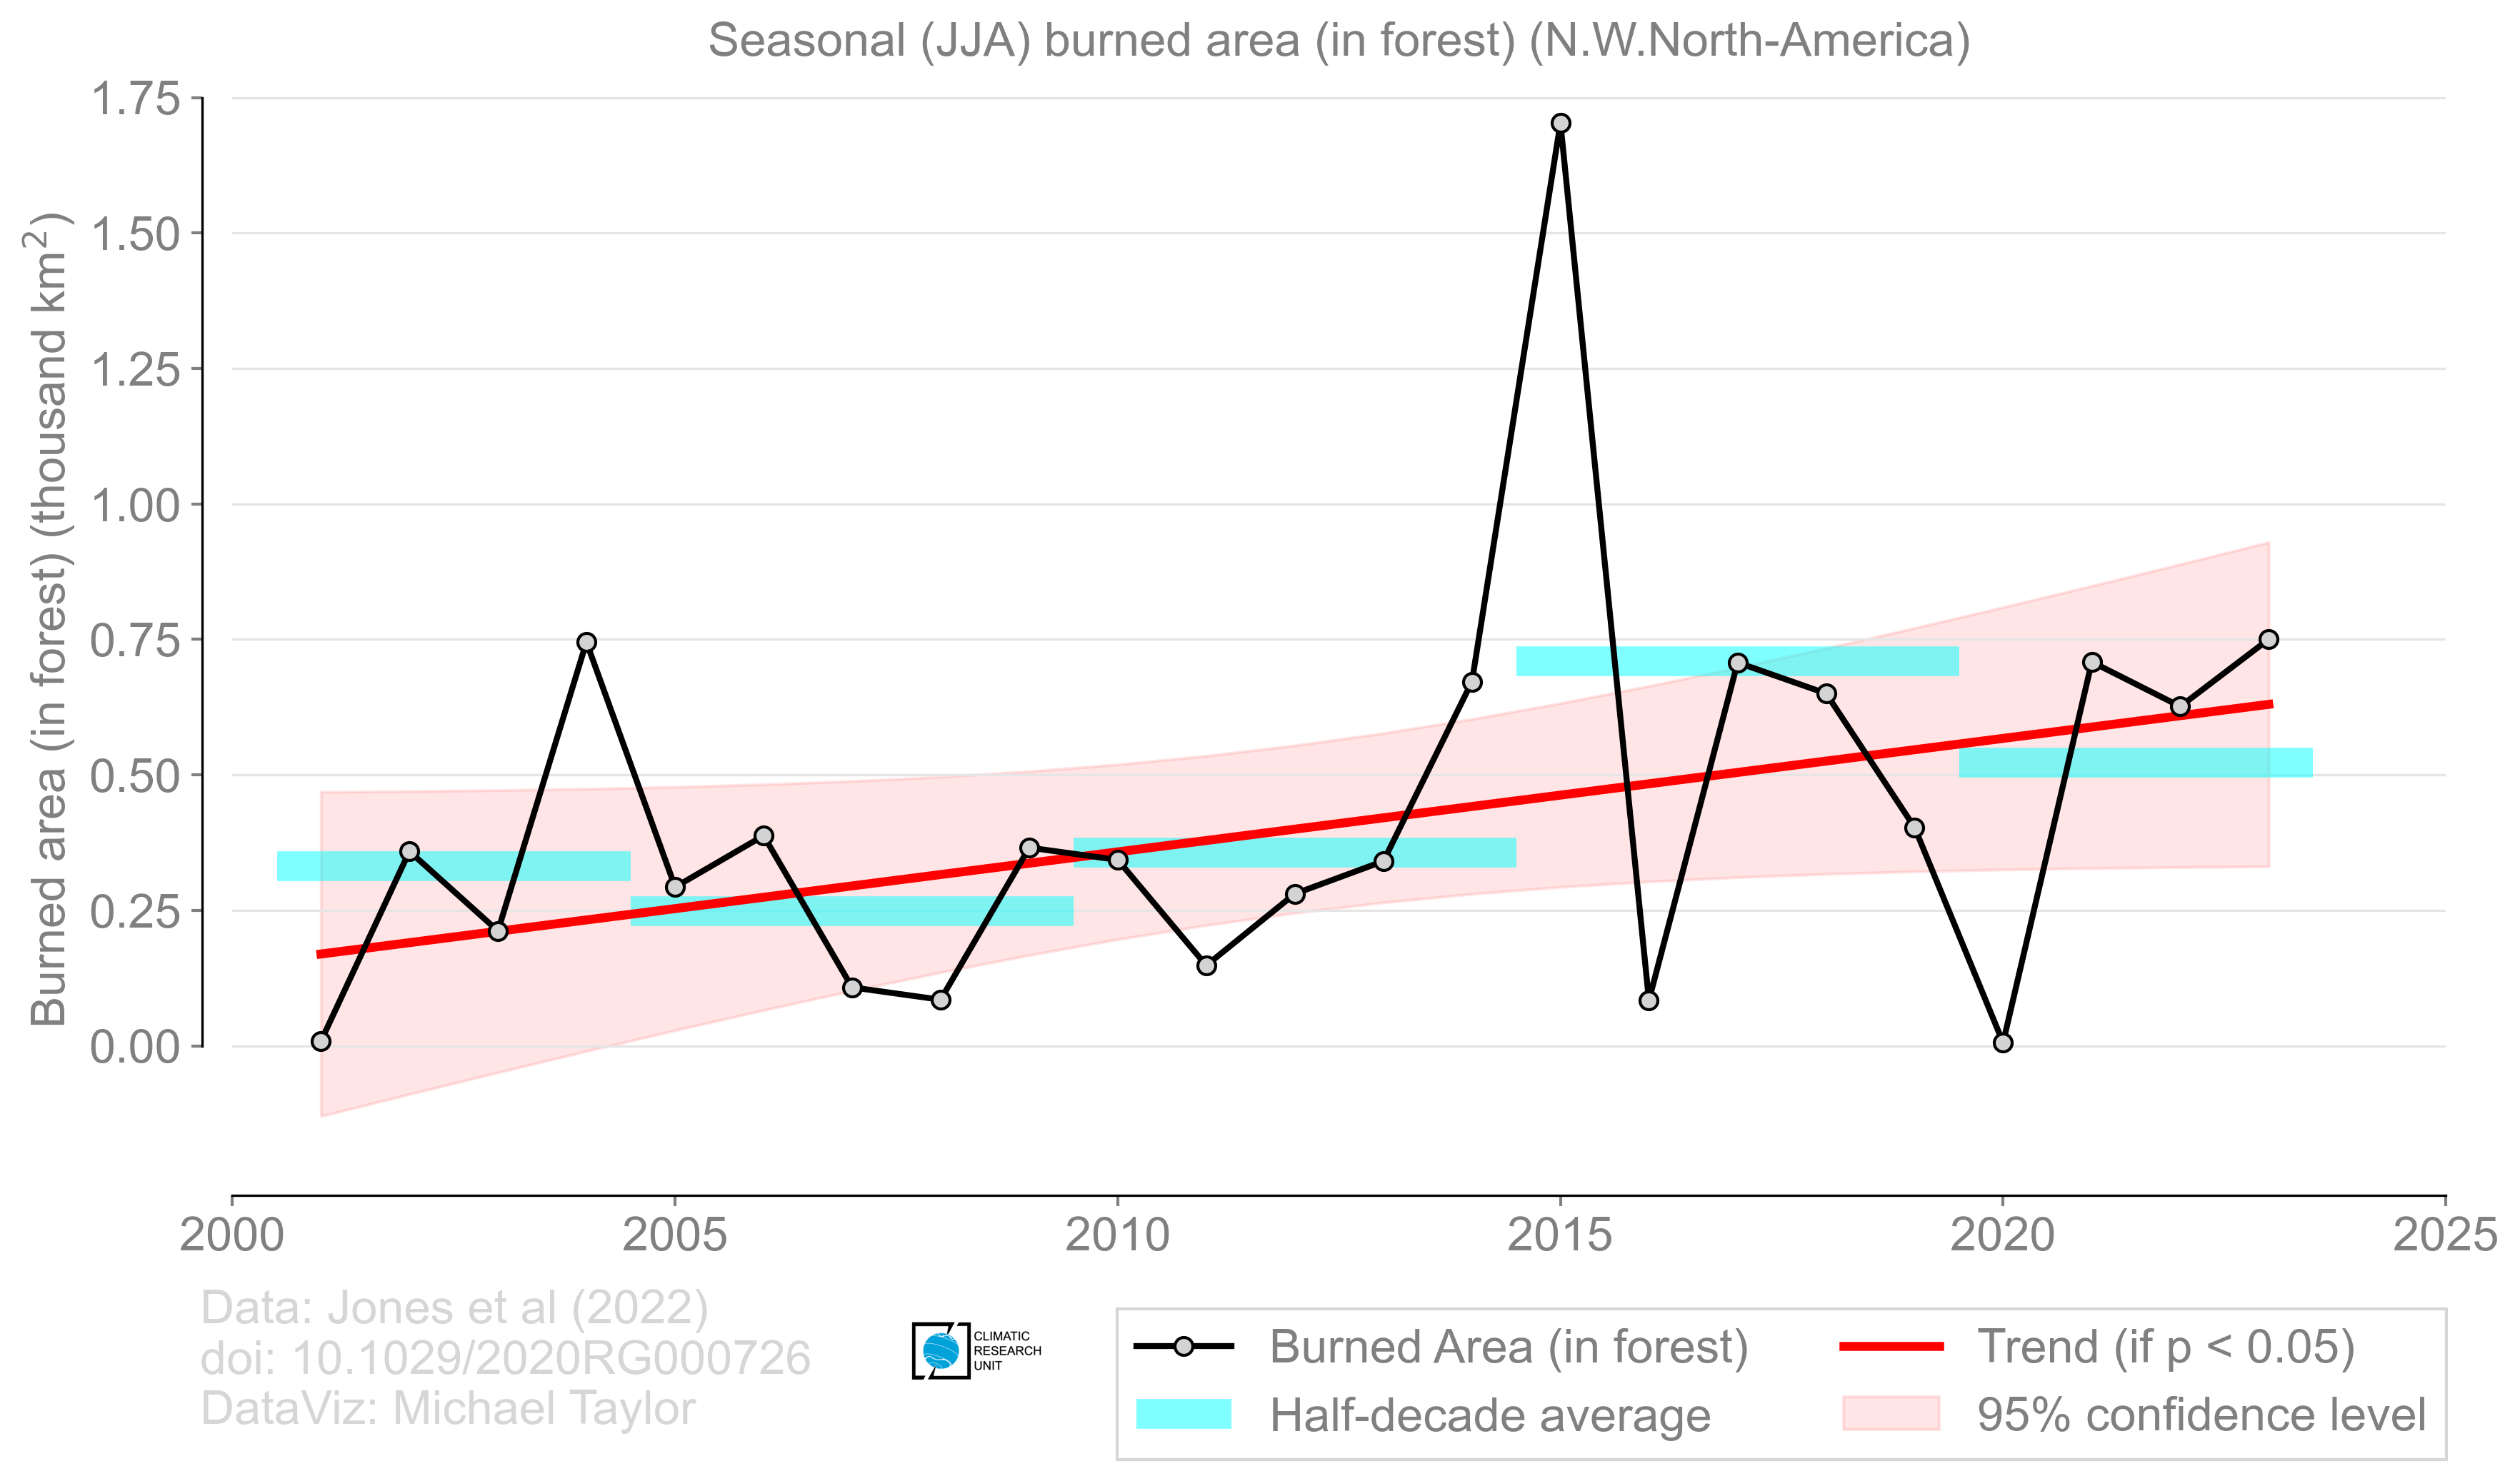 Seasonal (JJA) burned area (in forest) (N.W.North-America)
Burned area (in forest) (thousand km²)
1.75
1.50
1.25
1.00
0.75
0.50
0.25
0.00
2000 2005 2010 2015 2020 2025
Data: Jones et al (2022)
doi: 10.1029/2020RG000726
DataViz: Michael Taylor
CLIMATIC
RESEARCH
UNIT
Burned Area (in forest)
Half-decade average
Trend (if p < 0.05)
95% confidence level